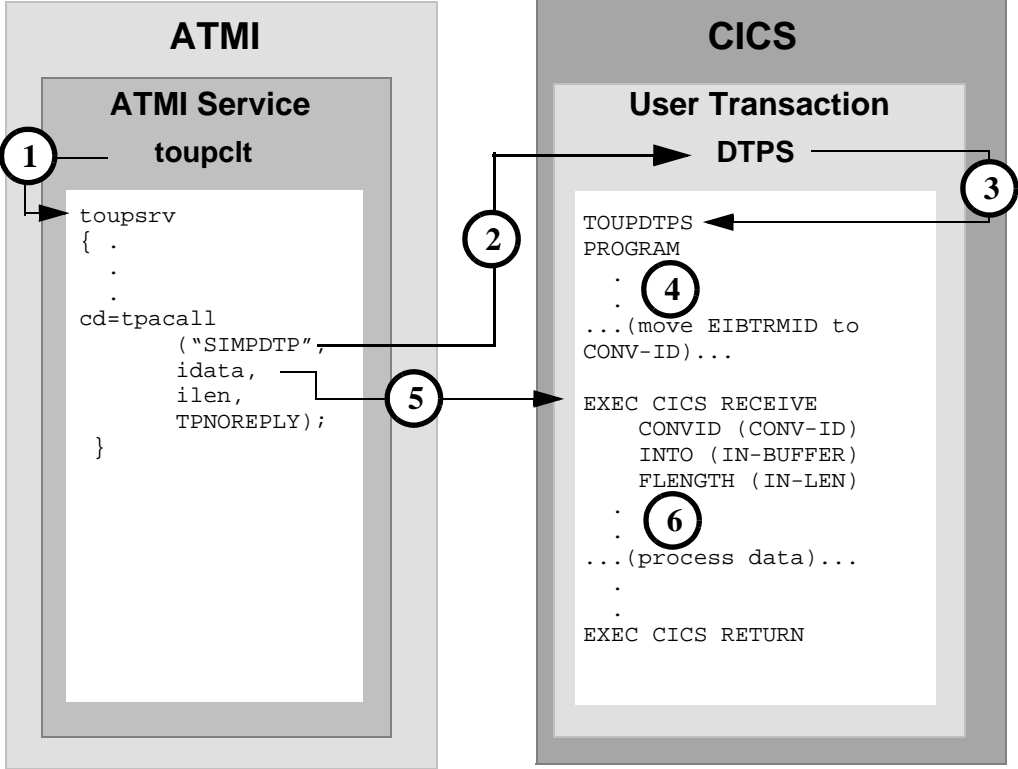 ATMI
ATMI Service
toupclt
1
toupsrv
{ .
.
.
cd=tpacall
(“SIMPDTP”,
idata,
ilen,
TPNOREPLY);
}
2
5
CICS
User Transaction
DTPS
3
TOUPDTPS
PROGRAM
.
4
.
...(move EIBTRMID to
CONV-ID)...
EXEC CICS RECEIVE
CONVID (CONV-ID)
INTO (IN-BUFFER)
FLENGTH (IN-LEN)
.
6
.
...(process data)...
.
.
EXEC CICS RETURN